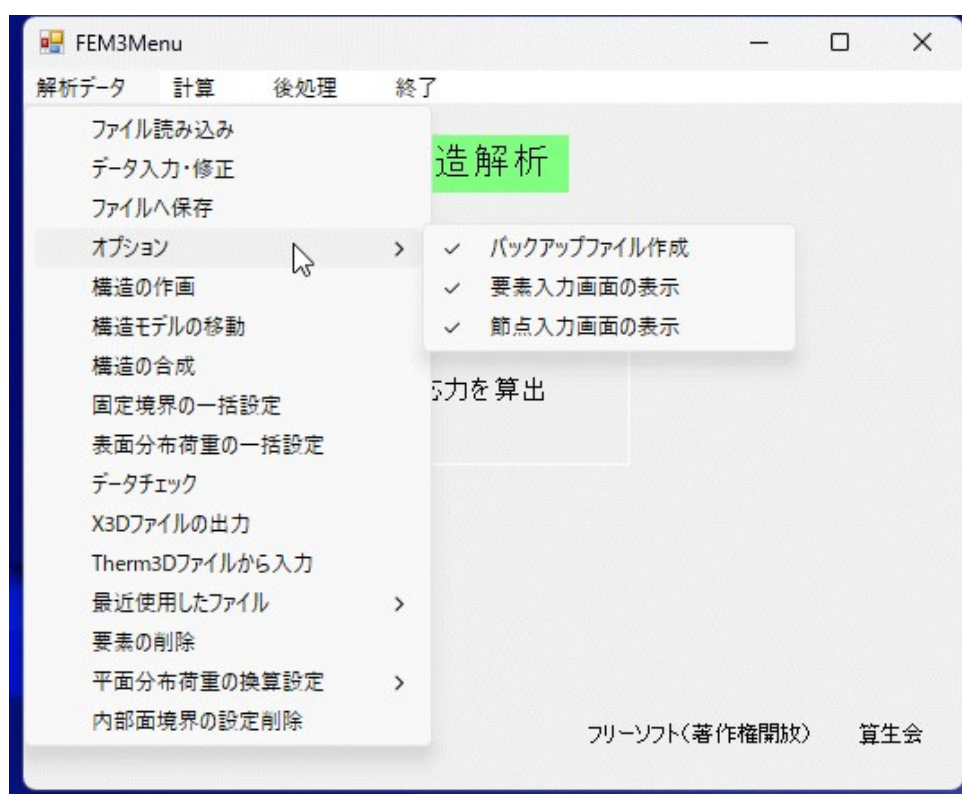 FEM3Menu
解析データ 計算 後処理 終了
ファイル読み込み
造解析
データ入力・修正
ファイルへ保存
オプション
バックアップファイル作成
要素入力画面の表示
節点入力画面の表示
構造の作画
構造モデルの移動
構造の合成
力を算出
固定境界の一括設定
表面分布荷重の一括設定
データチェック
X3Dファイルの出力
Therm3Dファイルから入力
最近使用したファイル
要素の削除
平面分布荷重の換算設定
内部面境界の設定削除
フリーソフト(著作権開放) 算生会